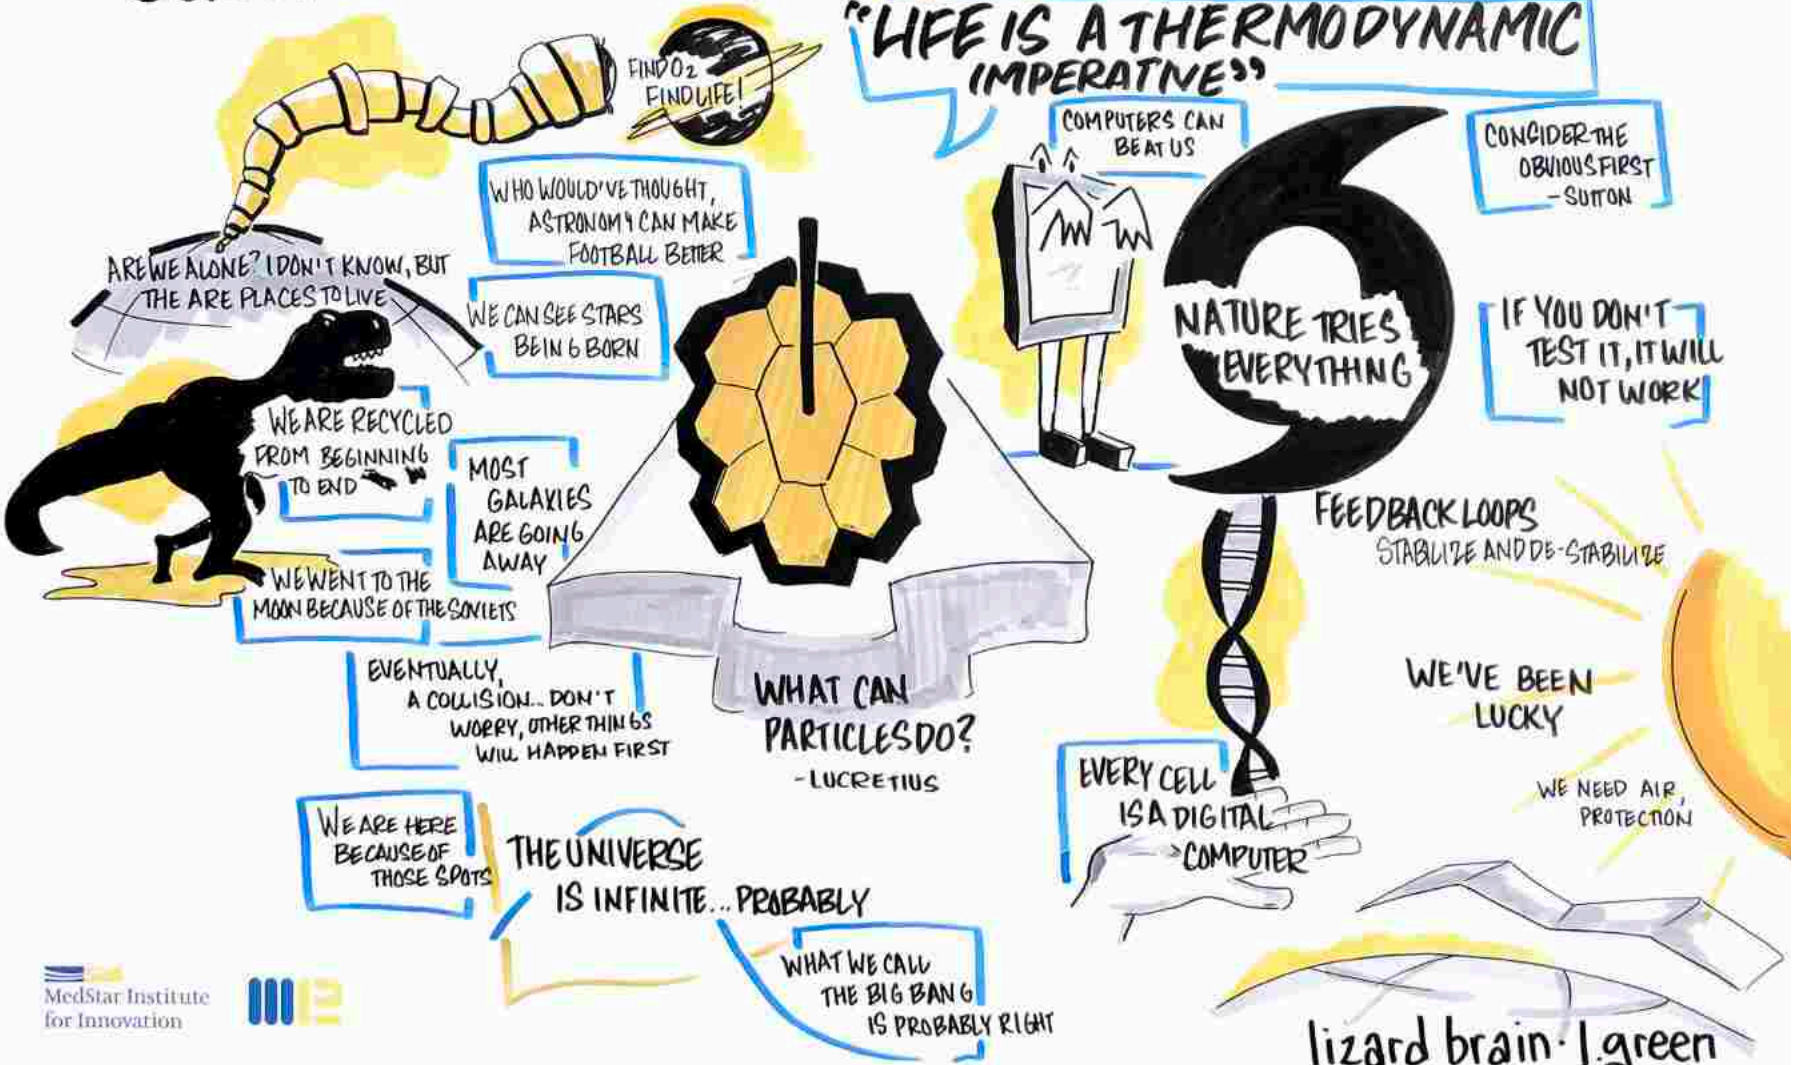 "LIFE IS A THERMODYNAMIC
IMPERATIVE"
FIND O2
FIND LIFE!
COMPUTERS CAN
BEAT US
CONSIDER THE
OBVIOUS FIRST
- SUTTON
WHO WOULD'VE THOUGHT,
ASTRONOMY CAN MAKE
FOOTBALL BETTER
ARE WE ALONE? I DON'T KNOW, BUT
THE ARE PLACES TO LIVE
WE CAN SEE STARS
BEING BORN
NATURE TRIES
EVERYTHING
IF YOU DON'T
TEST IT, IT WILL
NOT WORK
WE ARE RECYCLED
FROM BEGINNING
TO END
MOST
GALAXIES
ARE GOING
AWAY
FEEDBACK LOOPS
STABILIZE AND DE-STABILIZE
WE WENT TO THE
MOON BECAUSE OF THE SOVIETS
EVENTUALLY,
A COLLISION... DON'T
WORRY, OTHER THINGS
WILL HAPPEN FIRST
WHAT CAN
PARTICLES DO?
- LUCRETIUS
WE'VE BEEN
LUCKY
EVERY CELL
IS A DIGITAL
COMPUTER
WE NEED AIR,
PROTECTION
WE ARE HERE
BECAUSE OF
THOSE SPOTS
THE UNIVERSE
IS INFINITE... PROBABLY
WHAT WE CALL
THE BIG BANG
IS PROBABLY RIGHT
MedStar Institute
for Innovation
lizard brain · l.green